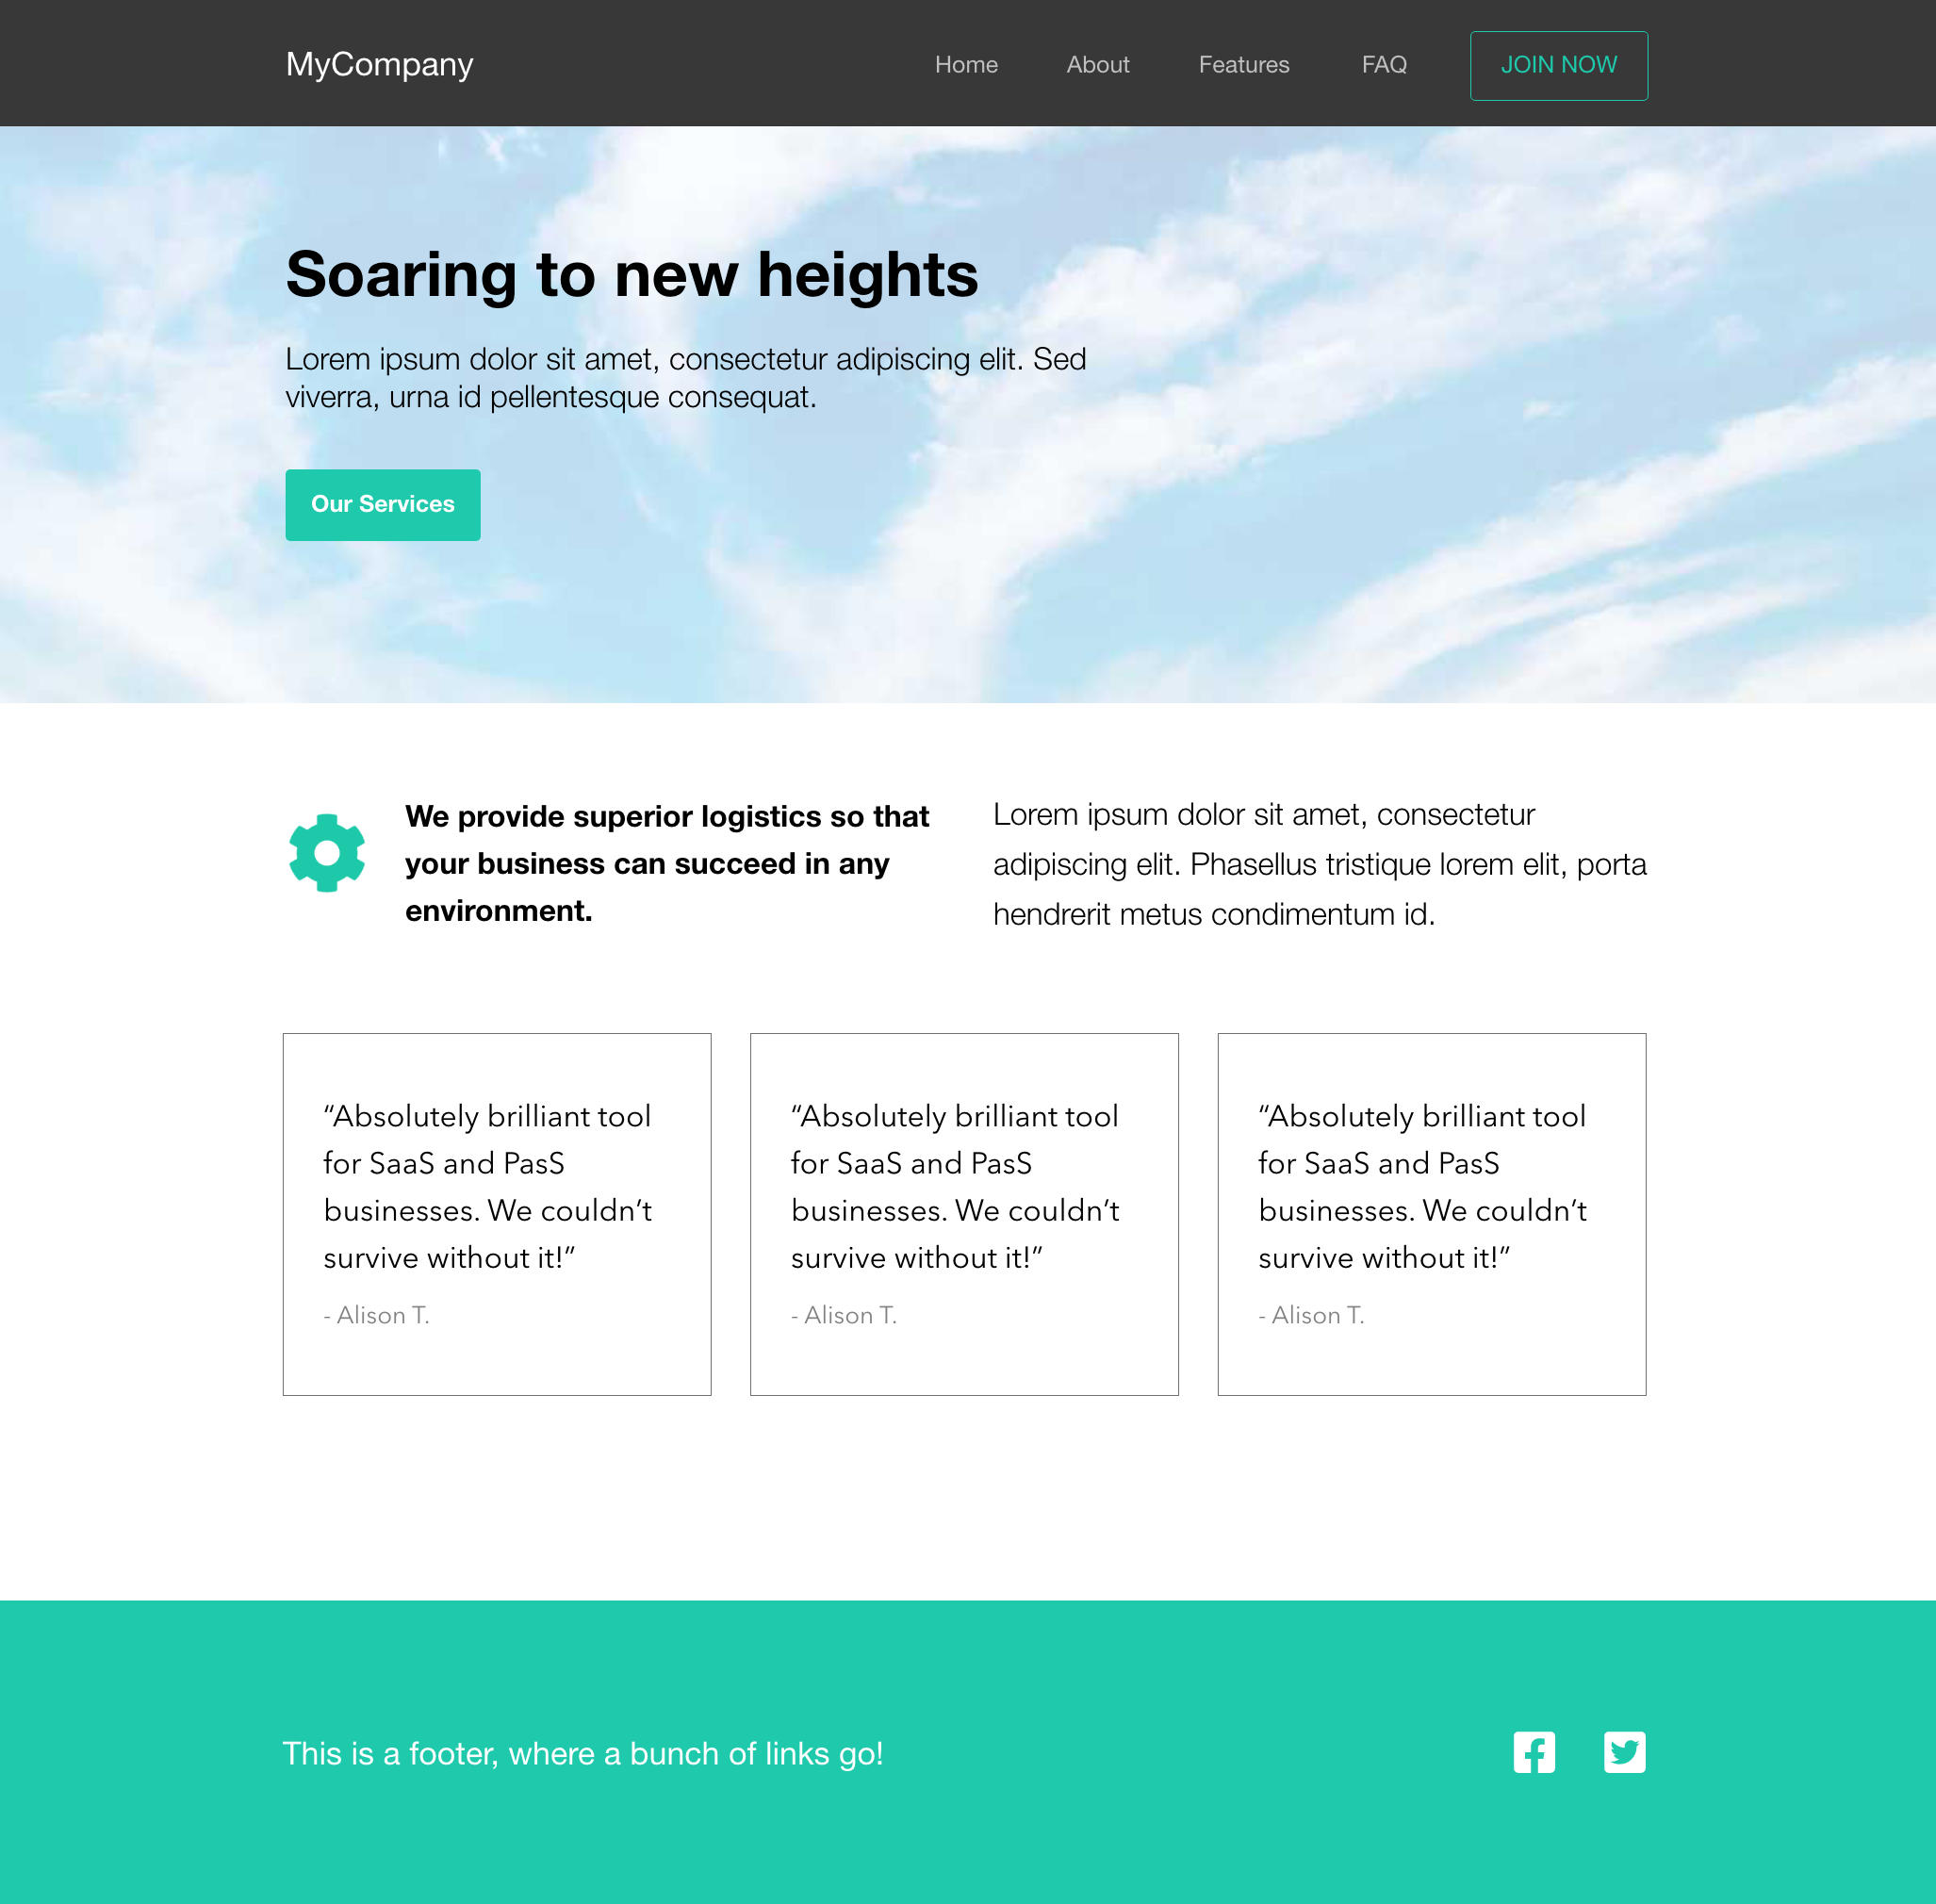 MyCompany
Home
About
Features
FAQ
JOIN NOW
Soaring to new heights
Lorem ipsum dolor sit amet, consectetur adipiscing elit. Sed
viverra, urna id pellentesque consequat.
Our Services
We provide superior logistics so that
your business can succeed in any
environment.
Lorem ipsum dolor sit amet, consectetur
adipiscing elit. Phasellus tristique lorem elit, porta
hendrerit metus condimentum id.
“Absolutely brilliant tool
for SaaS and PasS
businesses. We couldn’t
survive without it!”
- Alison T.
“Absolutely brilliant tool
for SaaS and PasS
businesses. We couldn’t
survive without it!”
- Alison T.
“Absolutely brilliant tool
for SaaS and PasS
businesses. We couldn’t
survive without it!”
- Alison T.
This is a footer, where a bunch of links go!